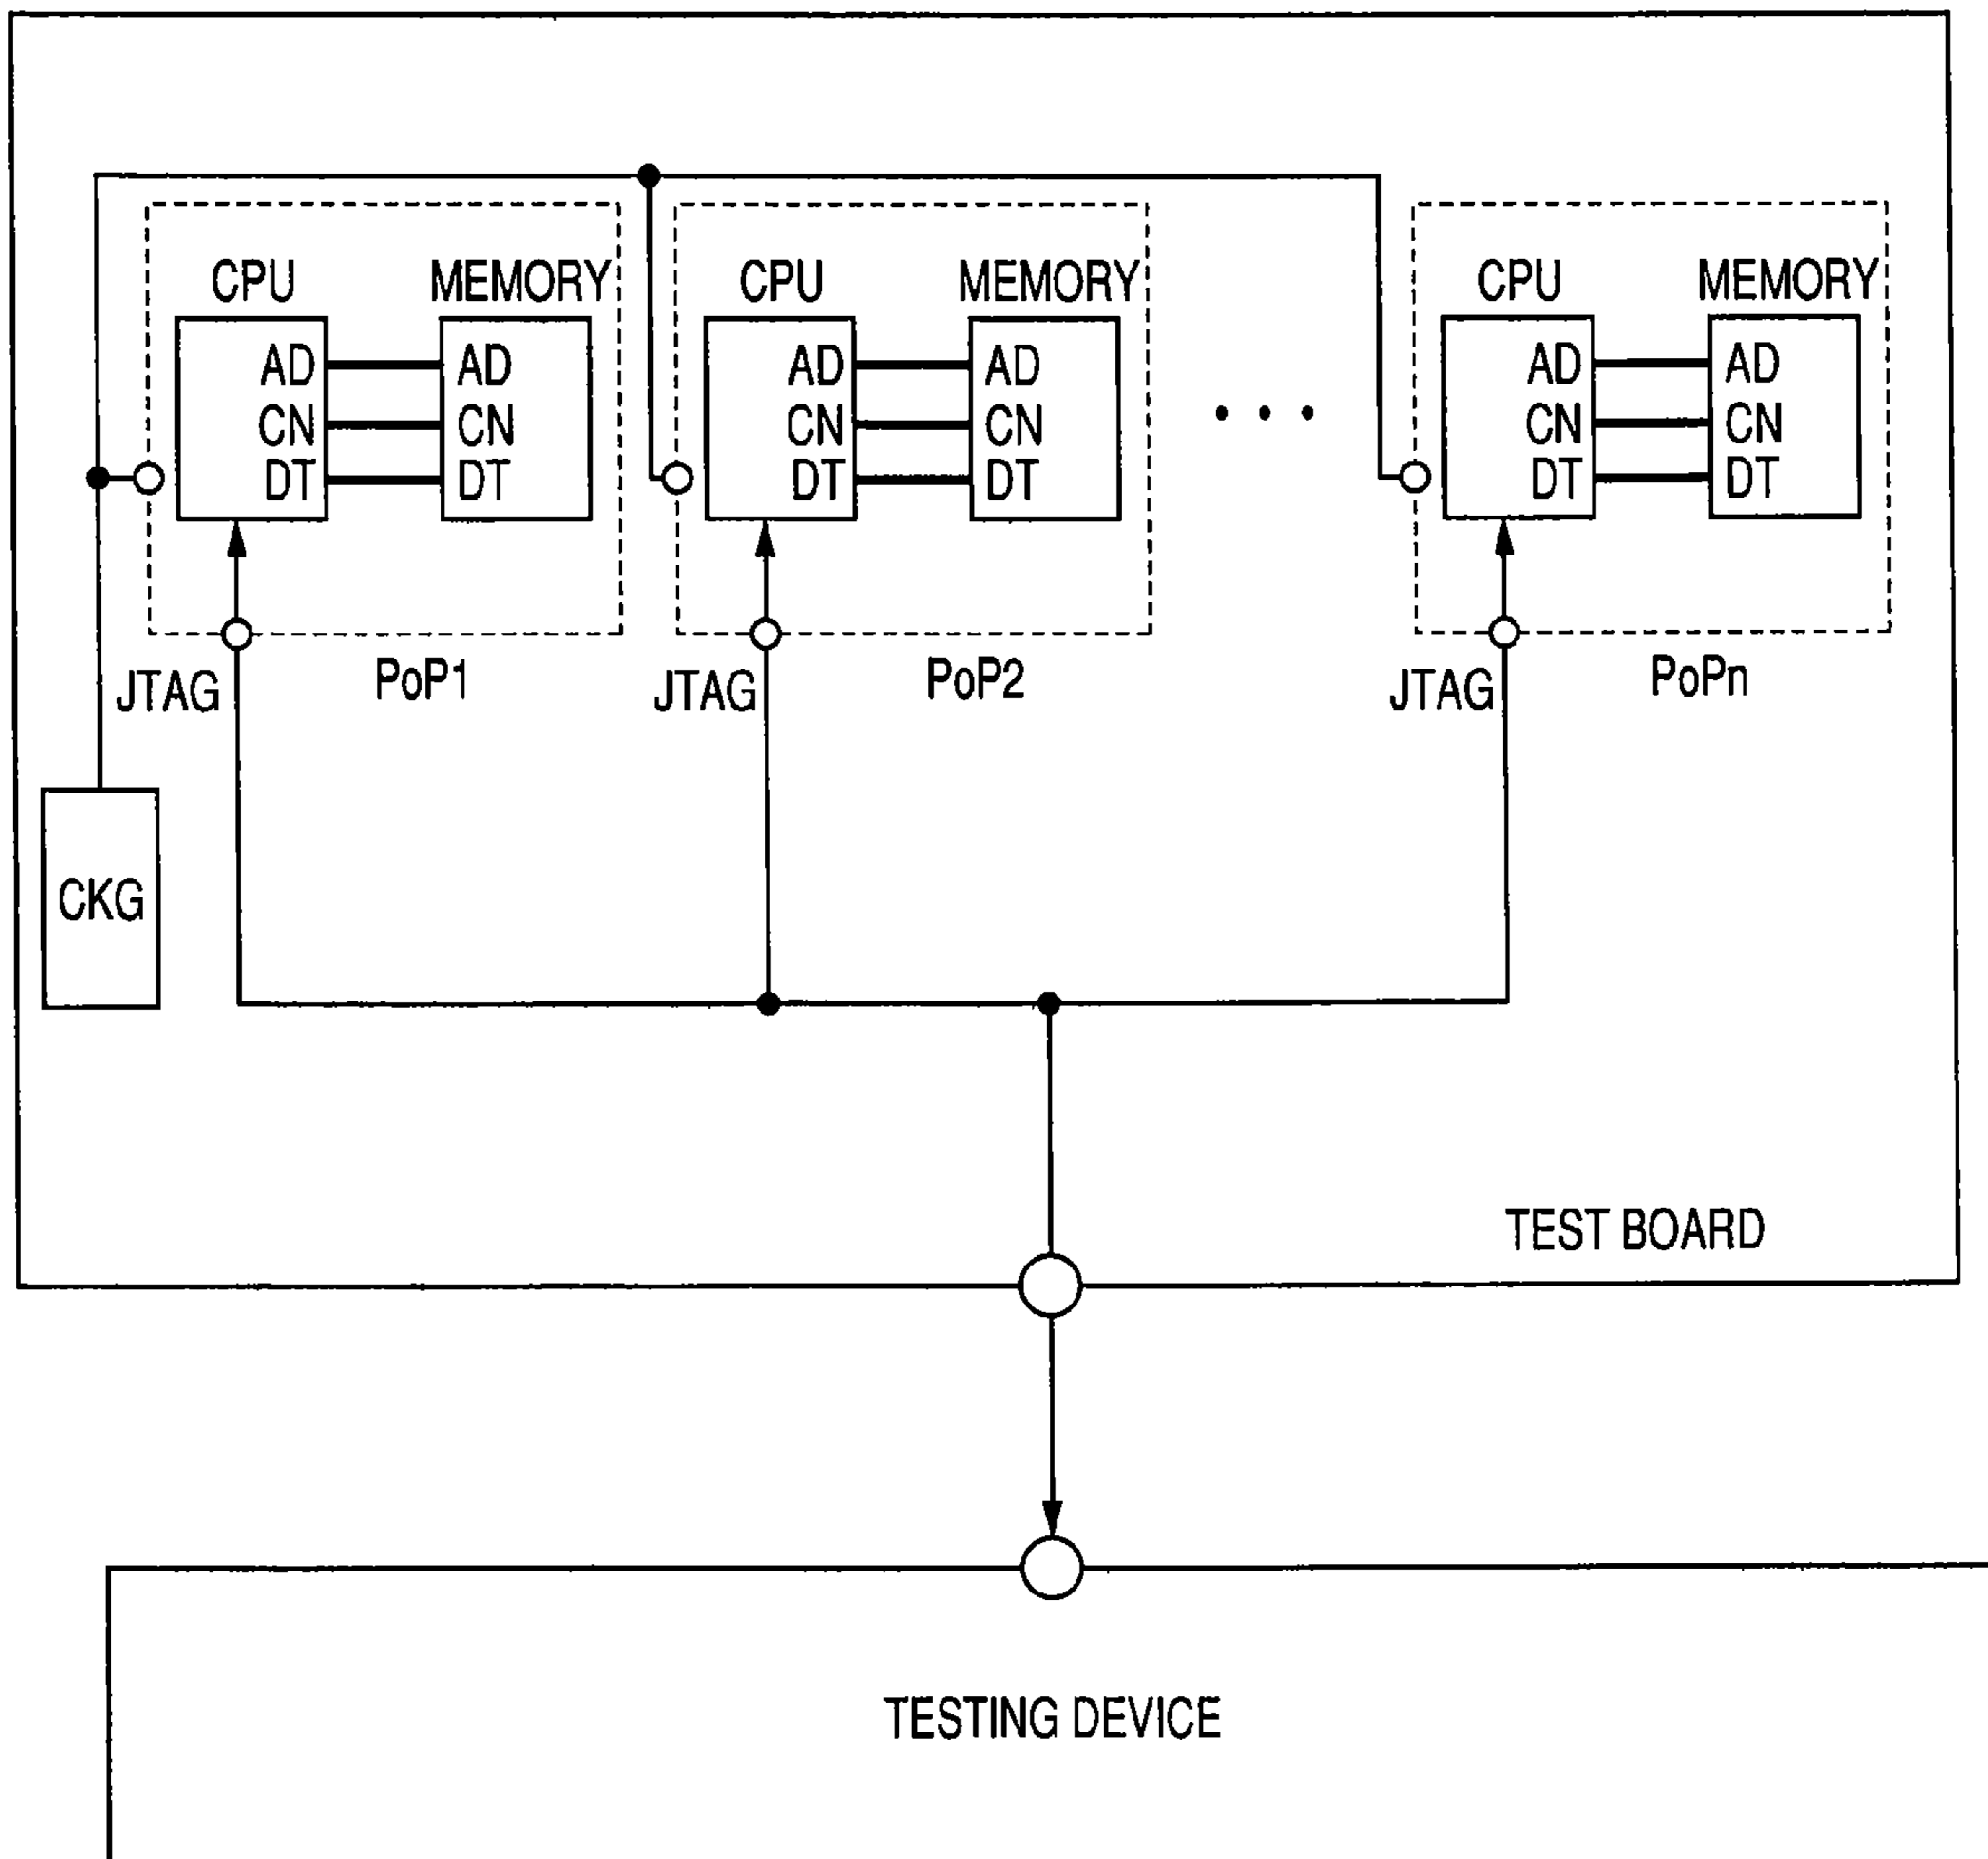 CPU MEMORY CPU MEMORY CPU MEMORY
AD AD AD AD AD AD
CN CN CN CN CN CN
DT DT DT DT DT DT
• • •
JTAG PoP1 JTAG PoP2 JTAG PoPn
CKG
TEST BOARD
TESTING DEVICE